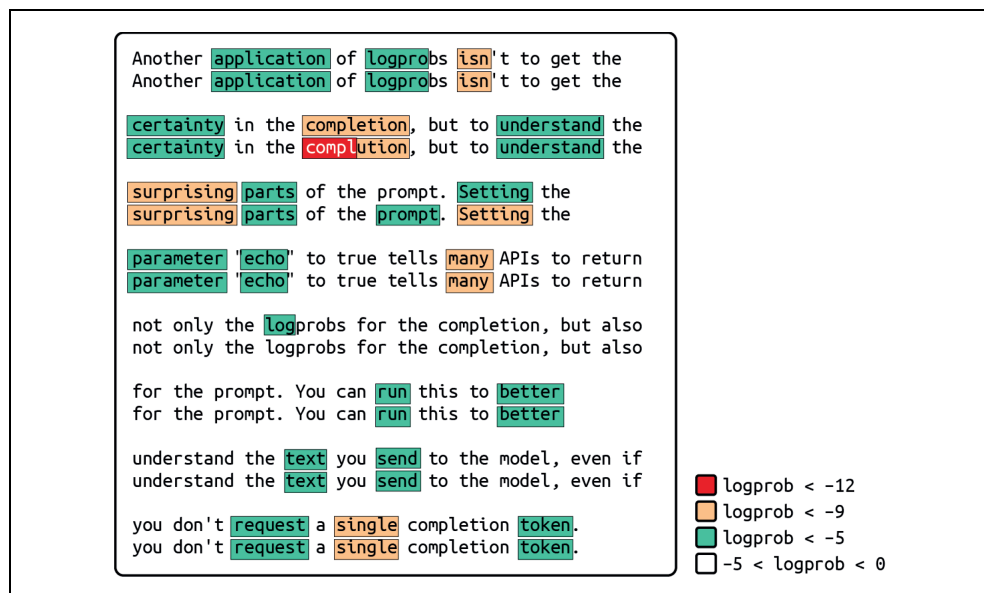 Another application of logprobs isn't to get the
Another application of logprobs isn't to get the
certainty in the completion, but to understand the
certainty in the complution, but to understand the
surprising parts of the prompt. Setting the
surprising parts of the prompt. Setting the
parameter "echo" to true tells many APIs to return
parameter "echo" to true tells many APIs to return
not only the logprobs for the completion, but also
not only the logprobs for the completion, but also
for the prompt. You can run this to better
for the prompt. You can run this to better
understand the text you send to the model, even if
understand the text you send to the model, even if
you don't request a single completion token.
you don't request a single completion token.
logprob < −12
logprob < −9
logprob < −5
−5 < logprob < 0